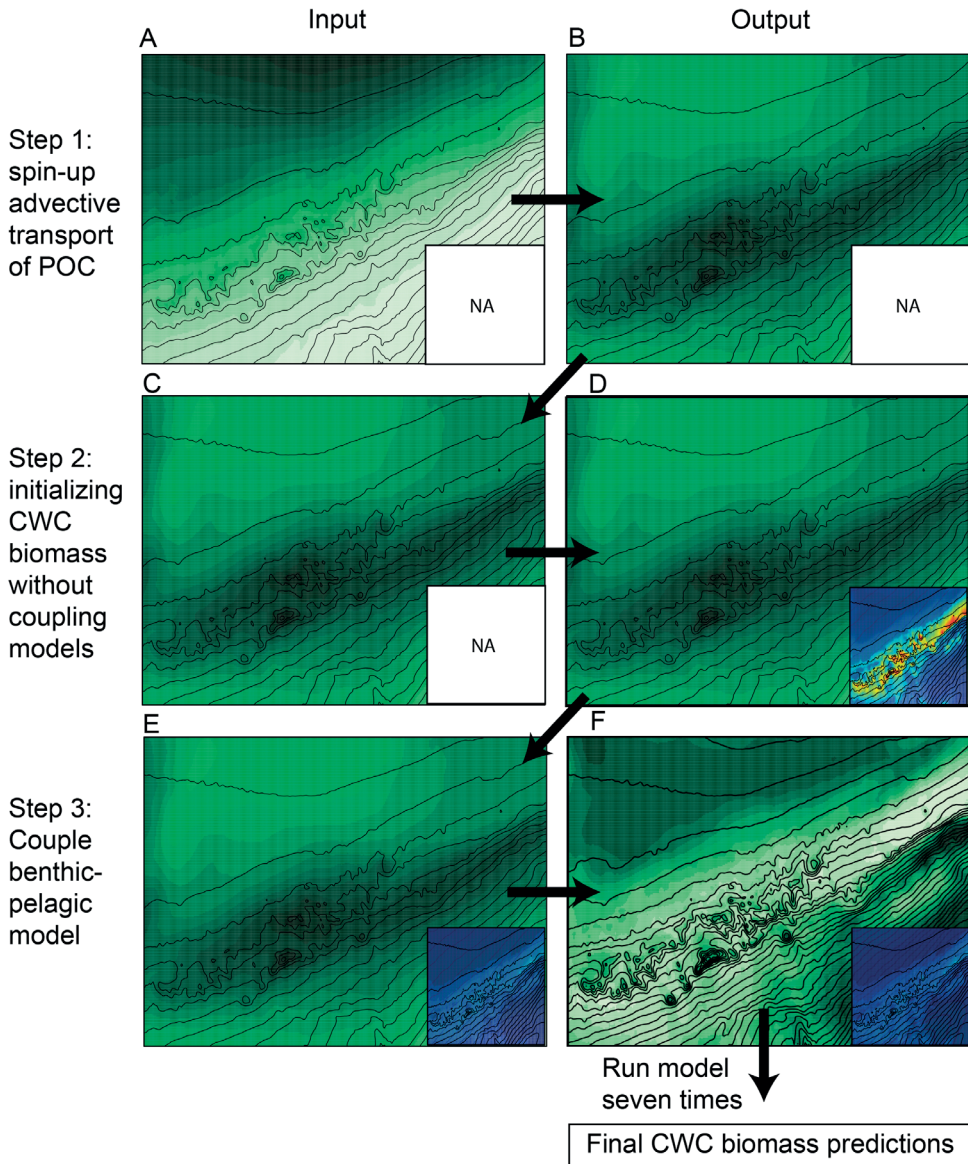 Input
Output
A
B
Step 1:
spin-up
advective
transport
of POC
NA
NA
C
D
Step 2:
initializing
CWC
biomass
without
coupling
models
NA
E
F
Step 3:
Couple
benthic-
pelagic
model
Run model
seven times
Final CWC biomass predictions